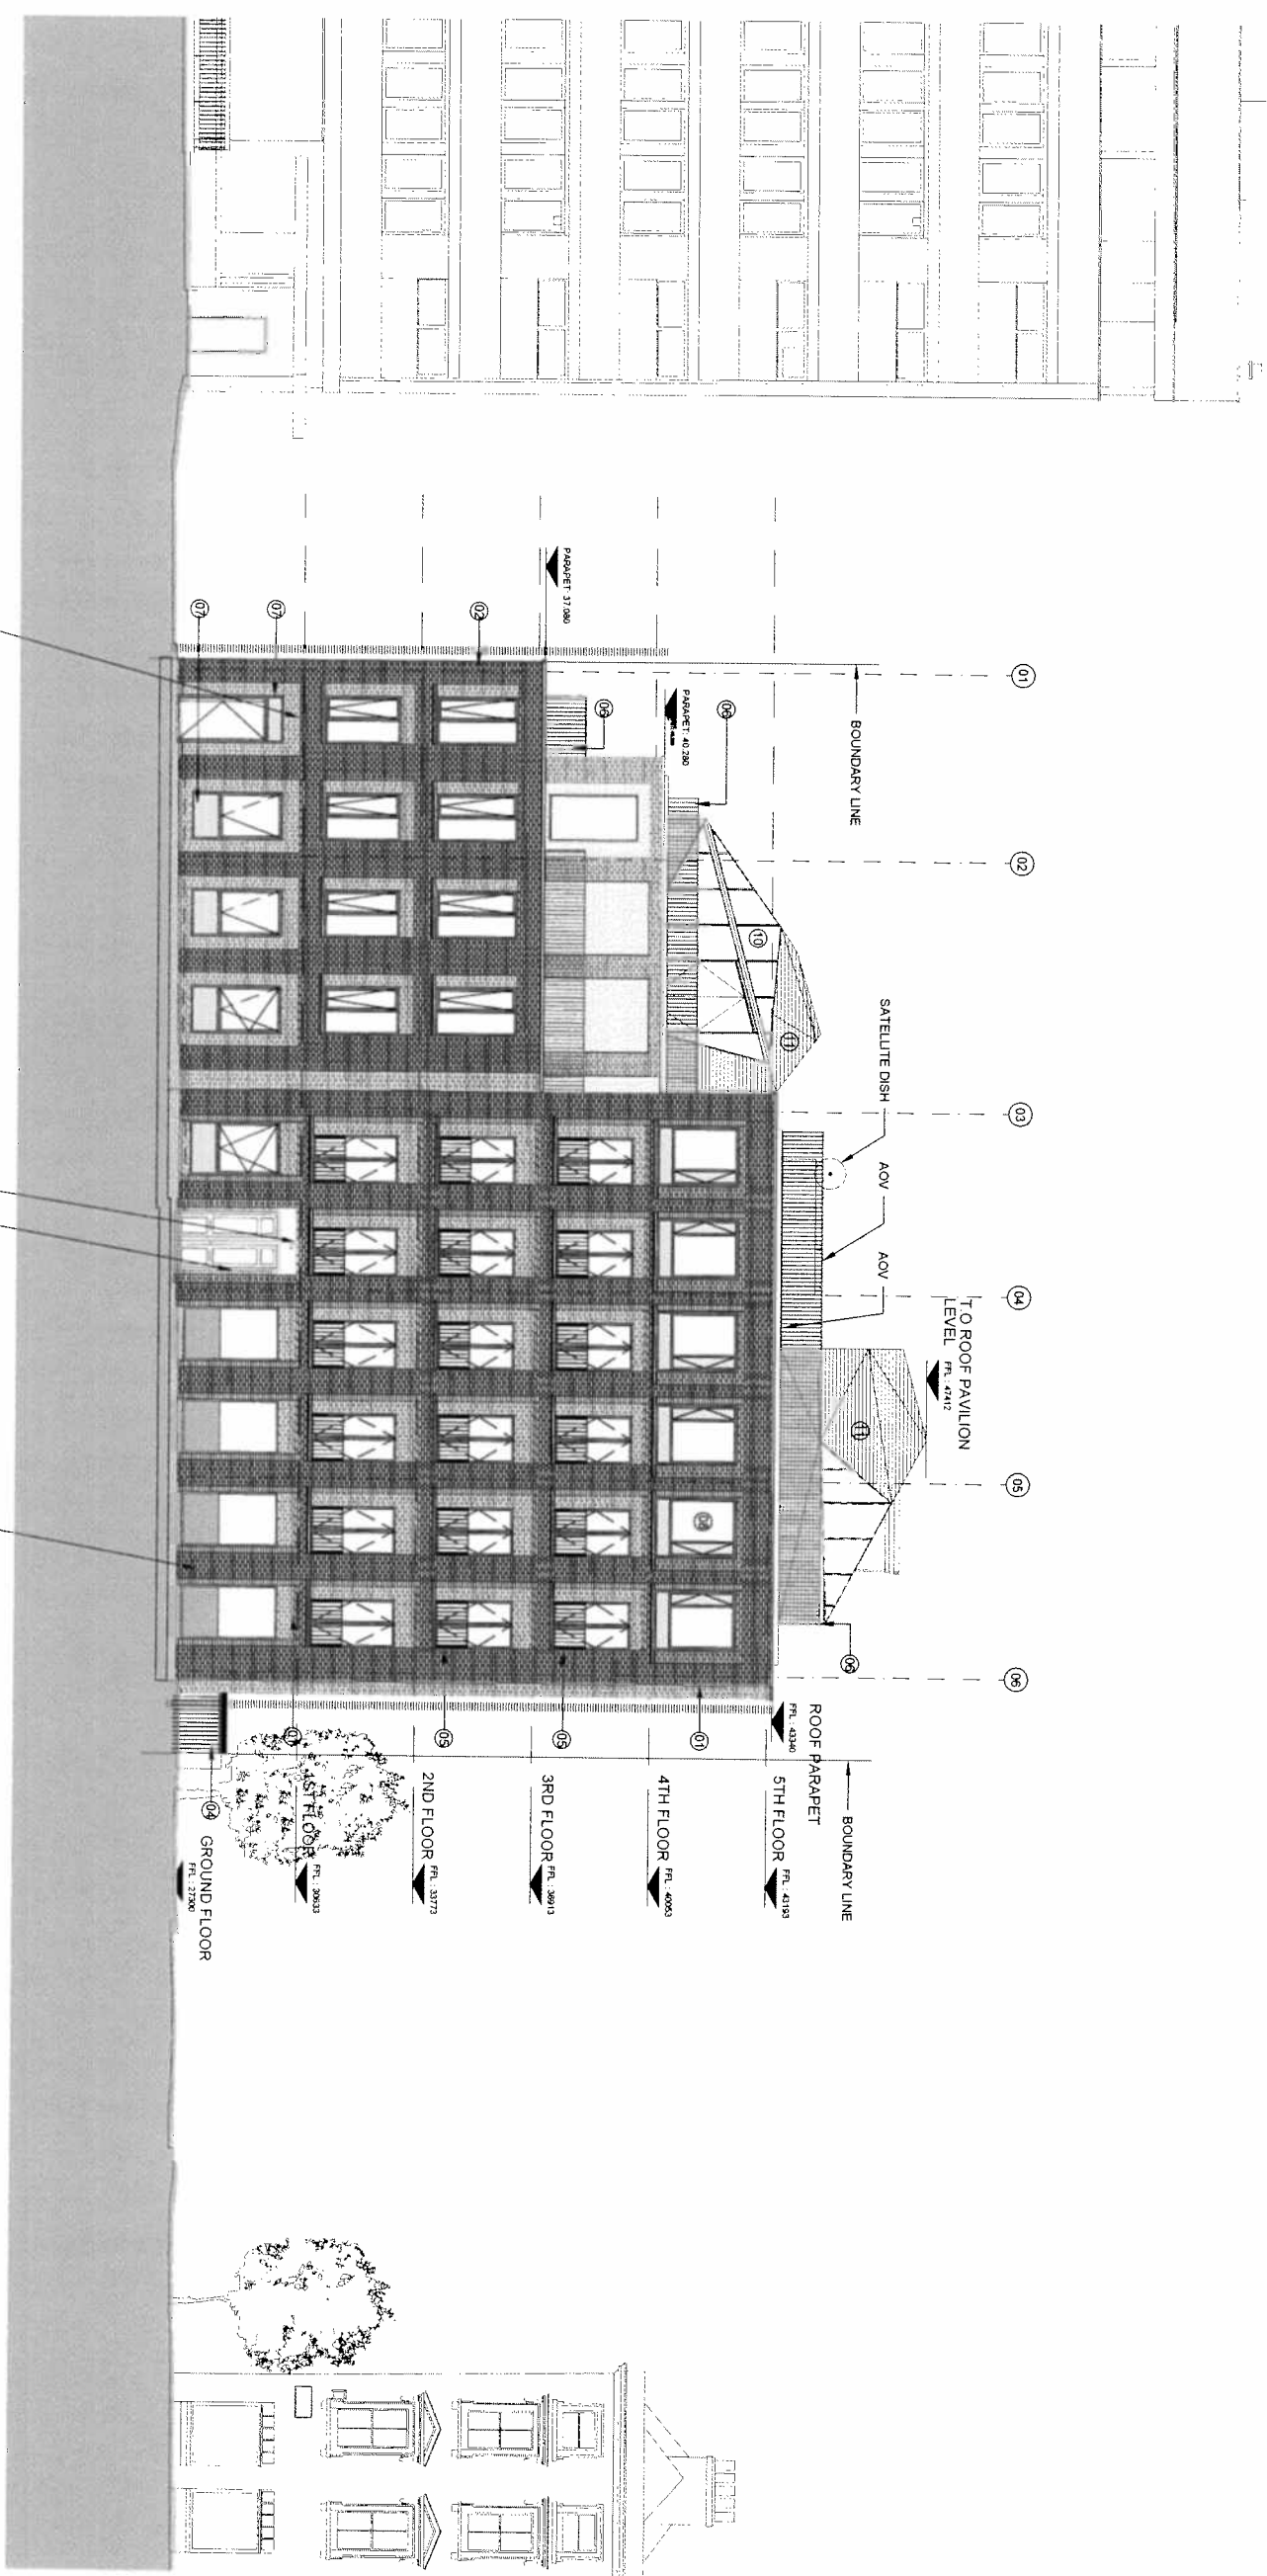 01
02
03
04
05
06
BOUNDARY LINE
BOUNDARY LINE
T.O ROOF PAVILION
LEVEL
FFL : 47412
SATELLITE DISH
AOV
AOV
10
11
11
06
06
06
PARAPET: 40.280
PARAPET: 37.080
02
07
07
08
ROOF PARAPET
FFL : 43340
5TH FLOOR
FFL : 43193
4TH FLOOR
FFL : 40053
3RD FLOOR
FFL : 36913
2ND FLOOR
FFL : 33773
1ST FLOOR
FFL : 30633
GROUND FLOOR
FFL : 27300
01
05
05
04